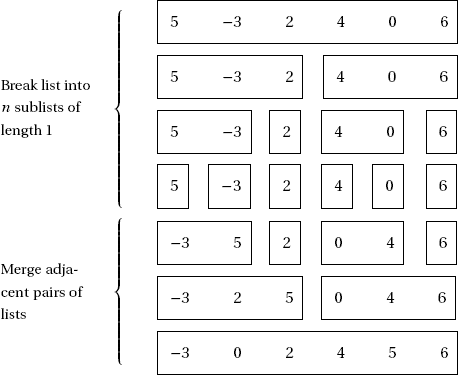 5 −3 2 4 0 6
5 −3 2 4 0 6
Break list into
n sublists of
length 1
5 −3 2 4 0 6
5 −3 2 4 0 6
−3 5 2 0 4 6
Merge adja-
cent pairs of
lists
−3 2 5 0 4 6
−3 0 2 4 5 6